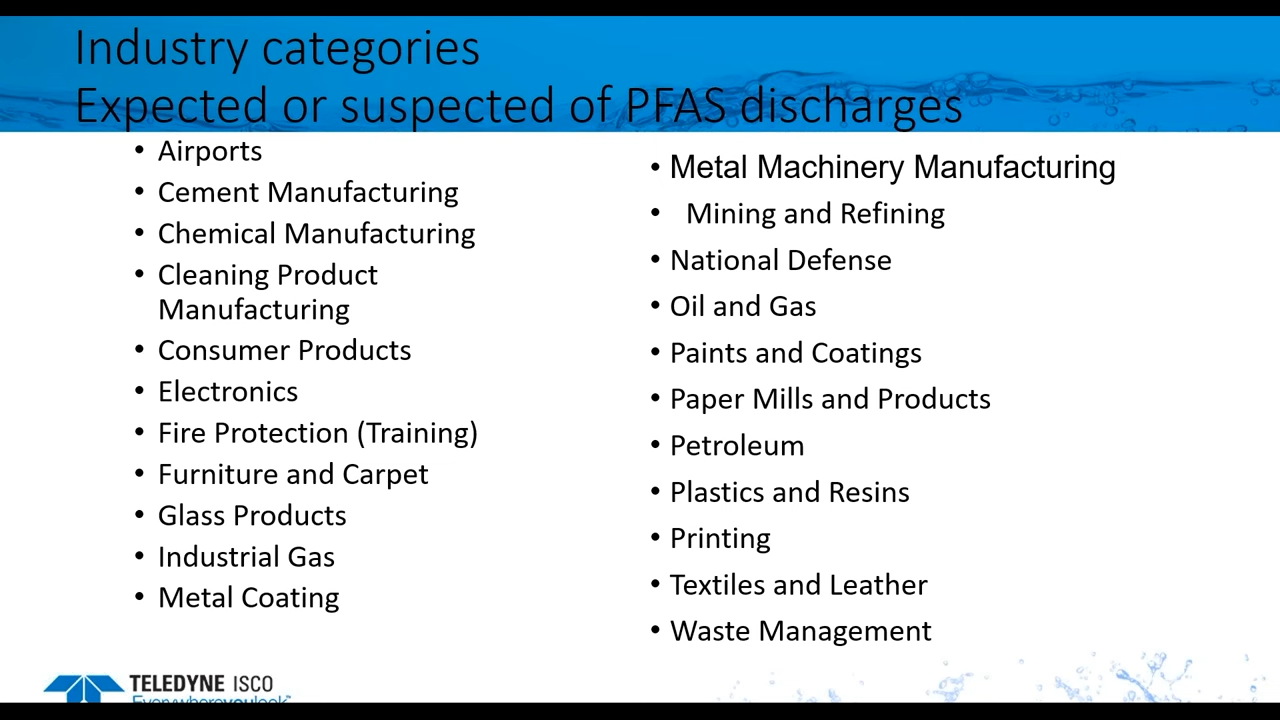 Industry categories
Expected or suspected of PFAS discharges
• Airports
• Cement Manufacturing
• Chemical Manufacturing
• Cleaning Product
Manufacturing
• Consumer Products
• Electronics
• Fire Protection (Training)
• Furniture and Carpet
• Glass Products
• Industrial Gas
• Metal Coating
• Metal Machinery Manufacturing
• Mining and Refining
• National Defense
• Oil and Gas
• Paints and Coatings
• Paper Mills and Products
• Petroleum
• Plastics and Resins
• Printing
• Textiles and Leather
• Waste Management
TELEDYNE ISCO
Everywhereyoulook™